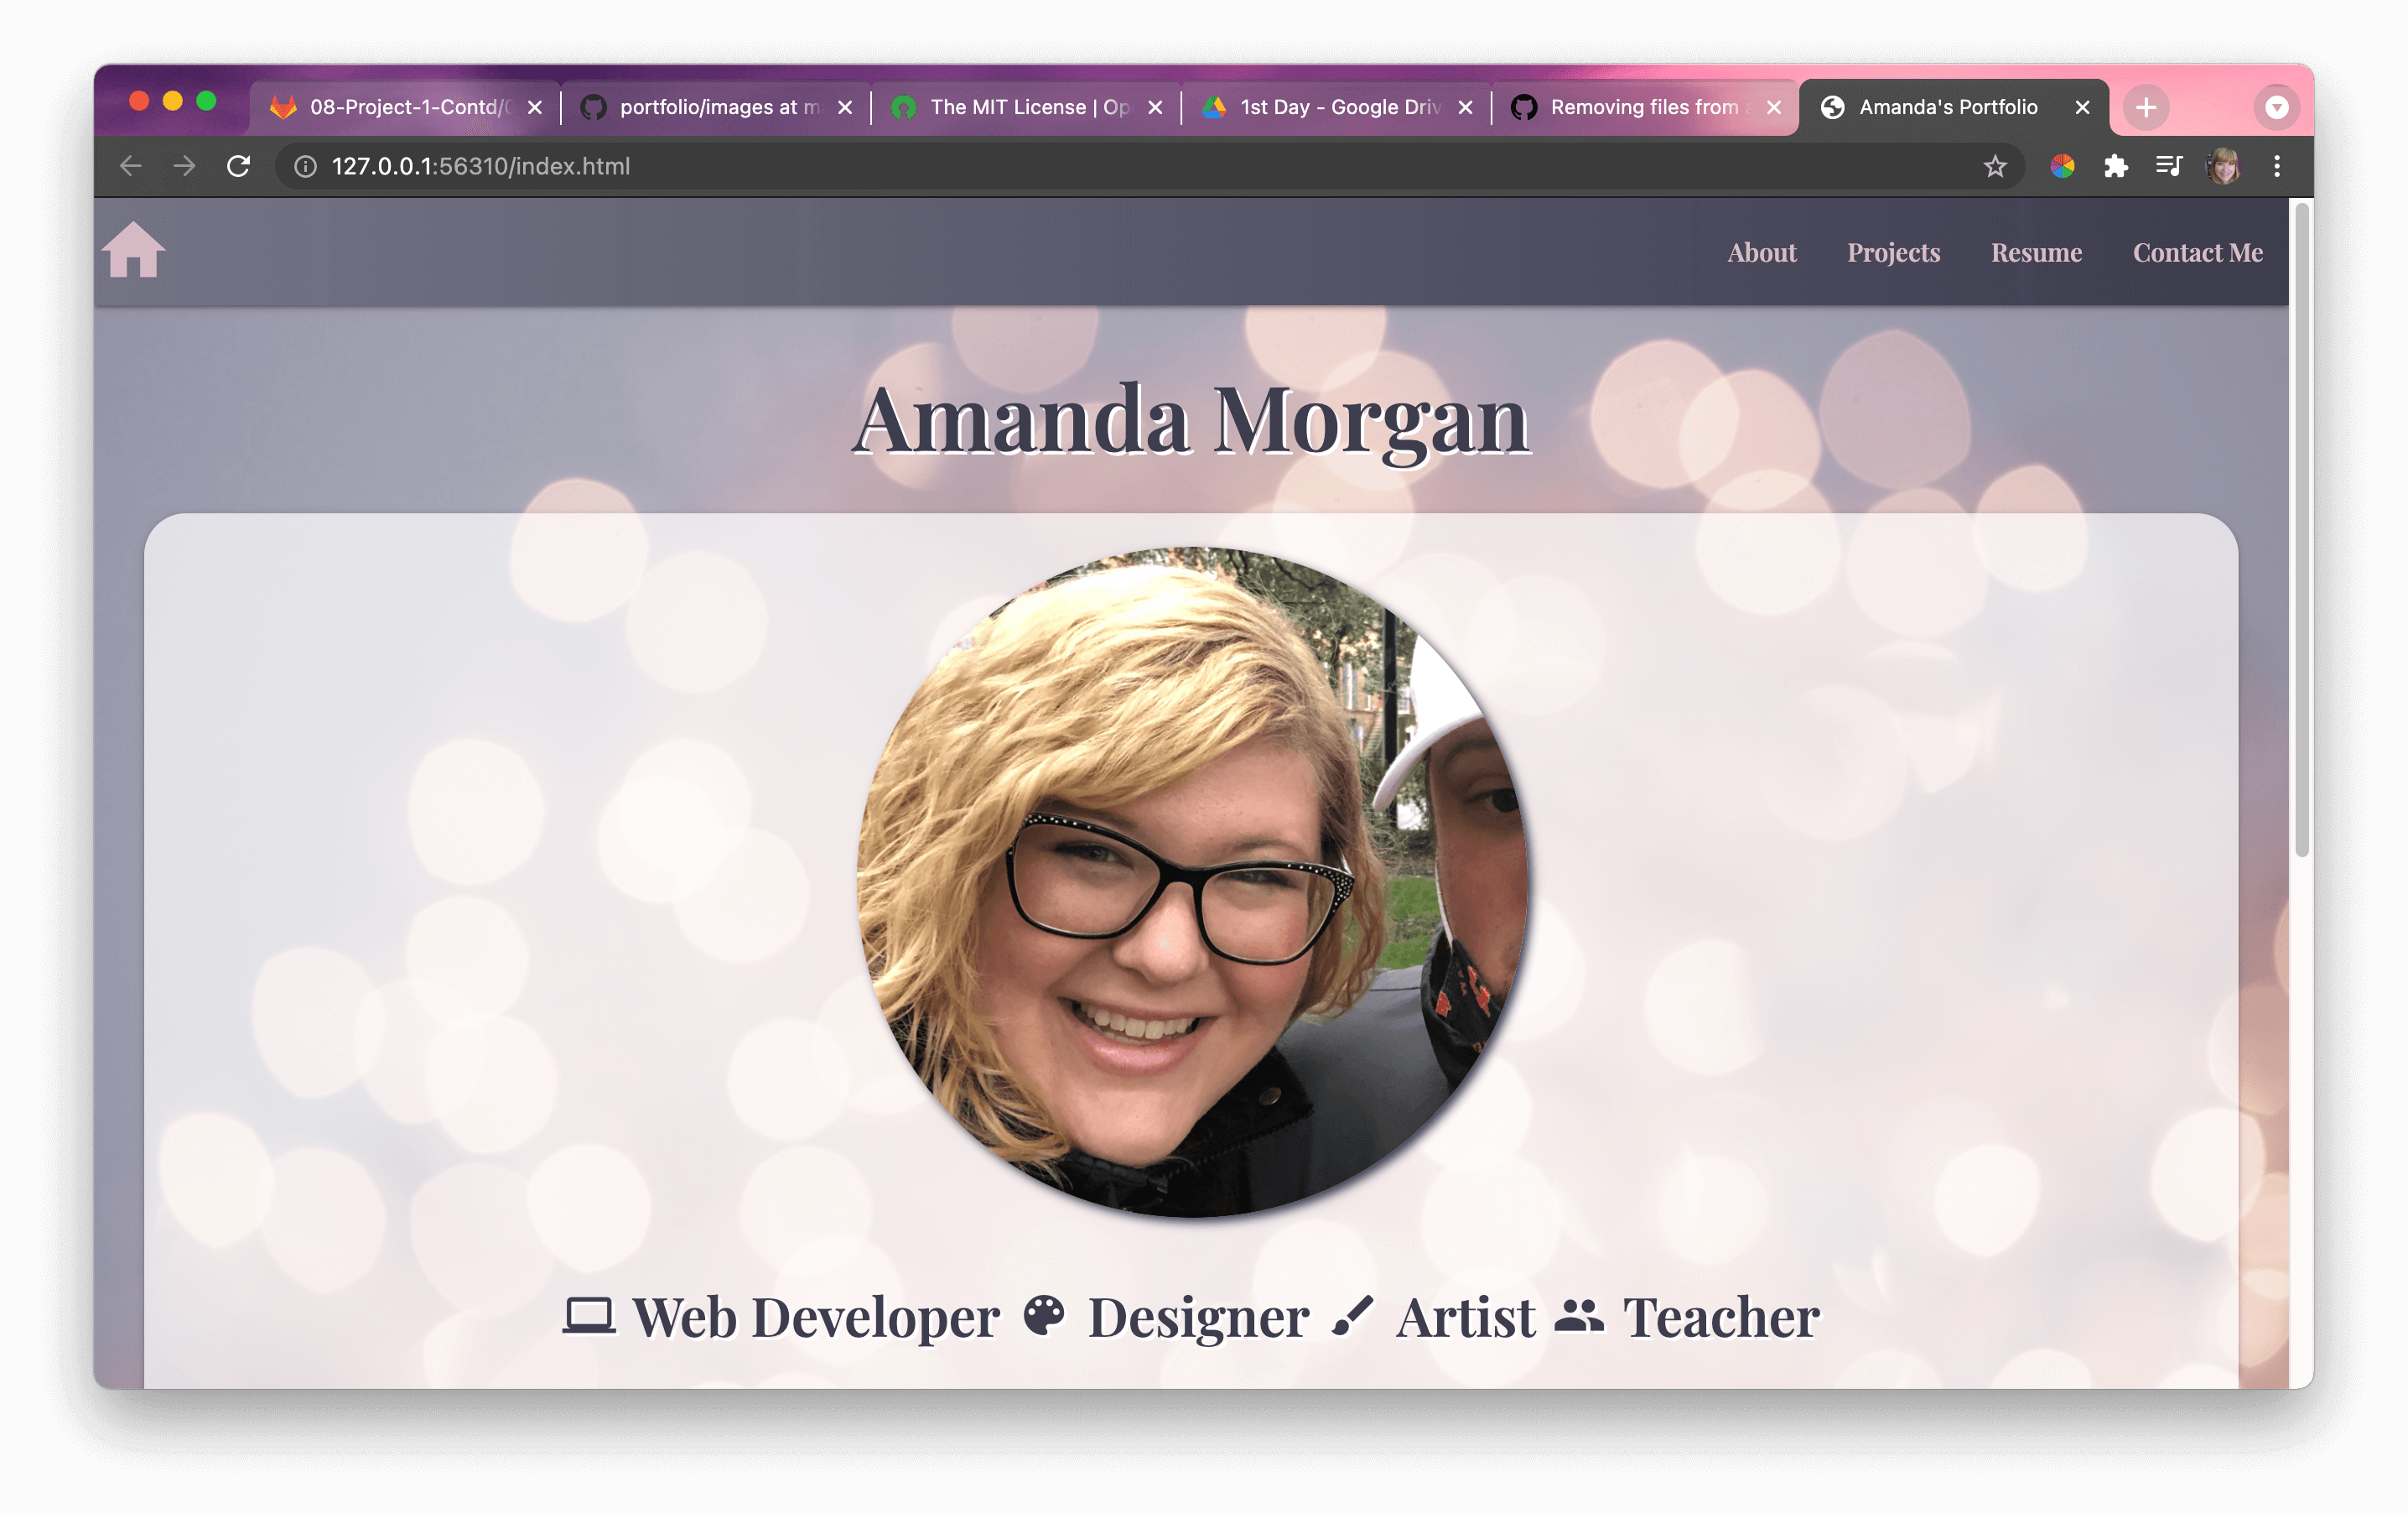 08-Project-1-Contd/
portfolio/images at m
The MIT License | Op
1st Day - Google Driv
Removing files from
Amanda's Portfolio
127.0.0.1:56310/index.html
About Projects Resume Contact Me
Amanda Morgan
Web Developer Designer Artist Teacher